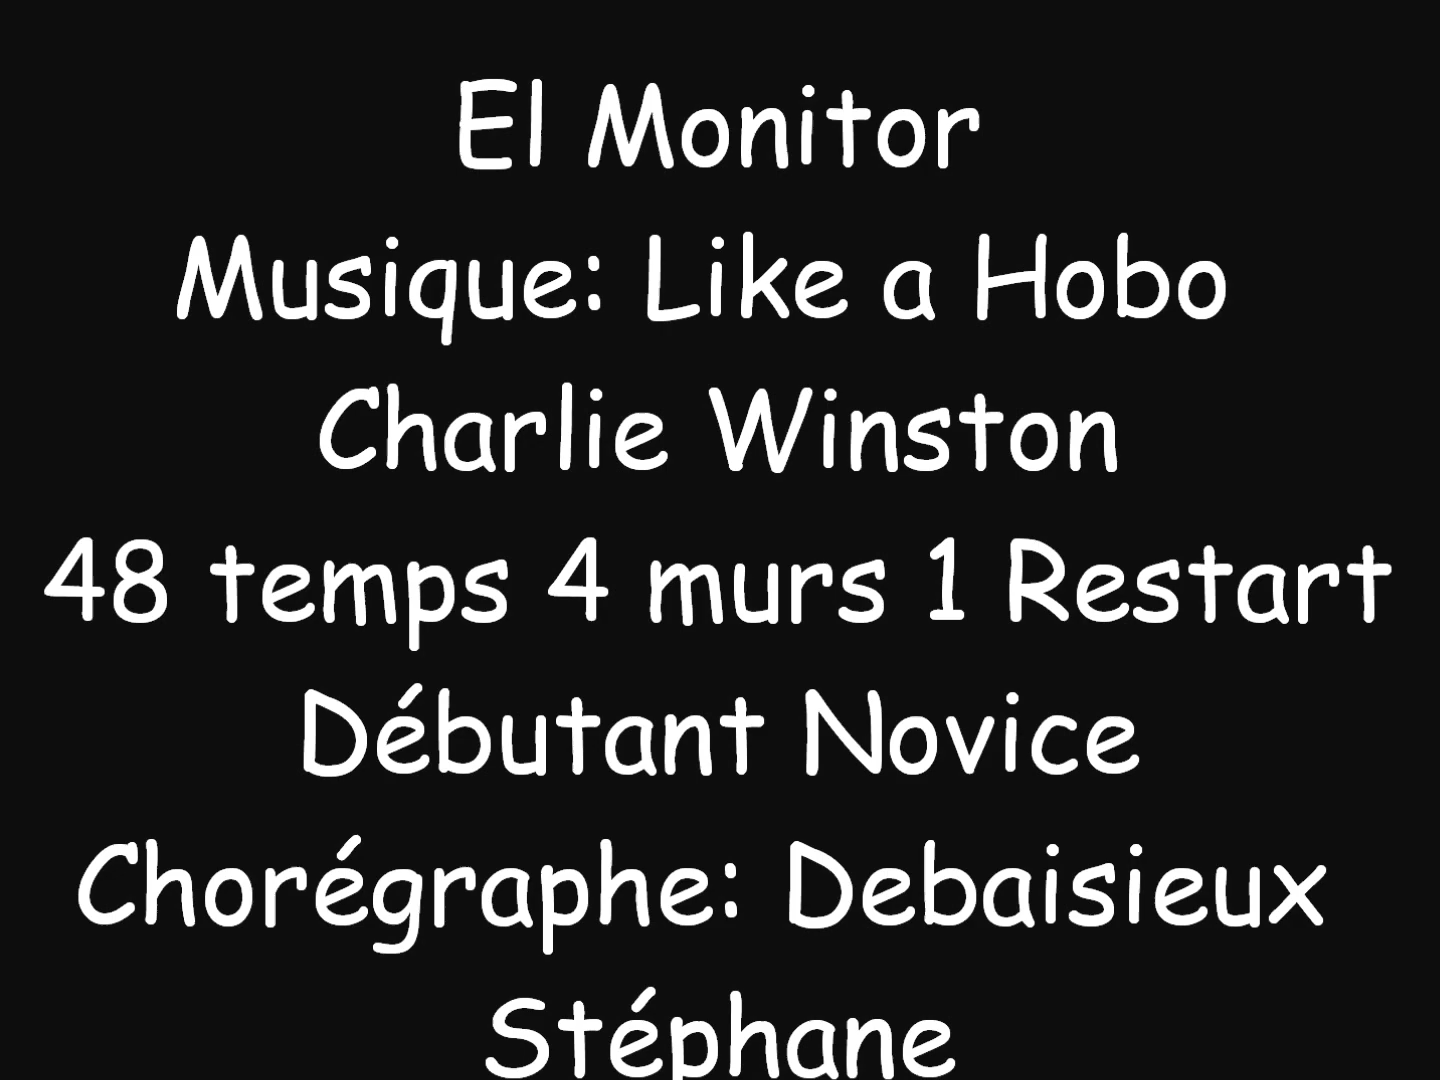 El Monitor
Musique: Like a Hobo
Charlie Winston
48 temps 4 murs 1 Restart
Débutant Novice
Chorégraphe: Debaisieux
Stéphane